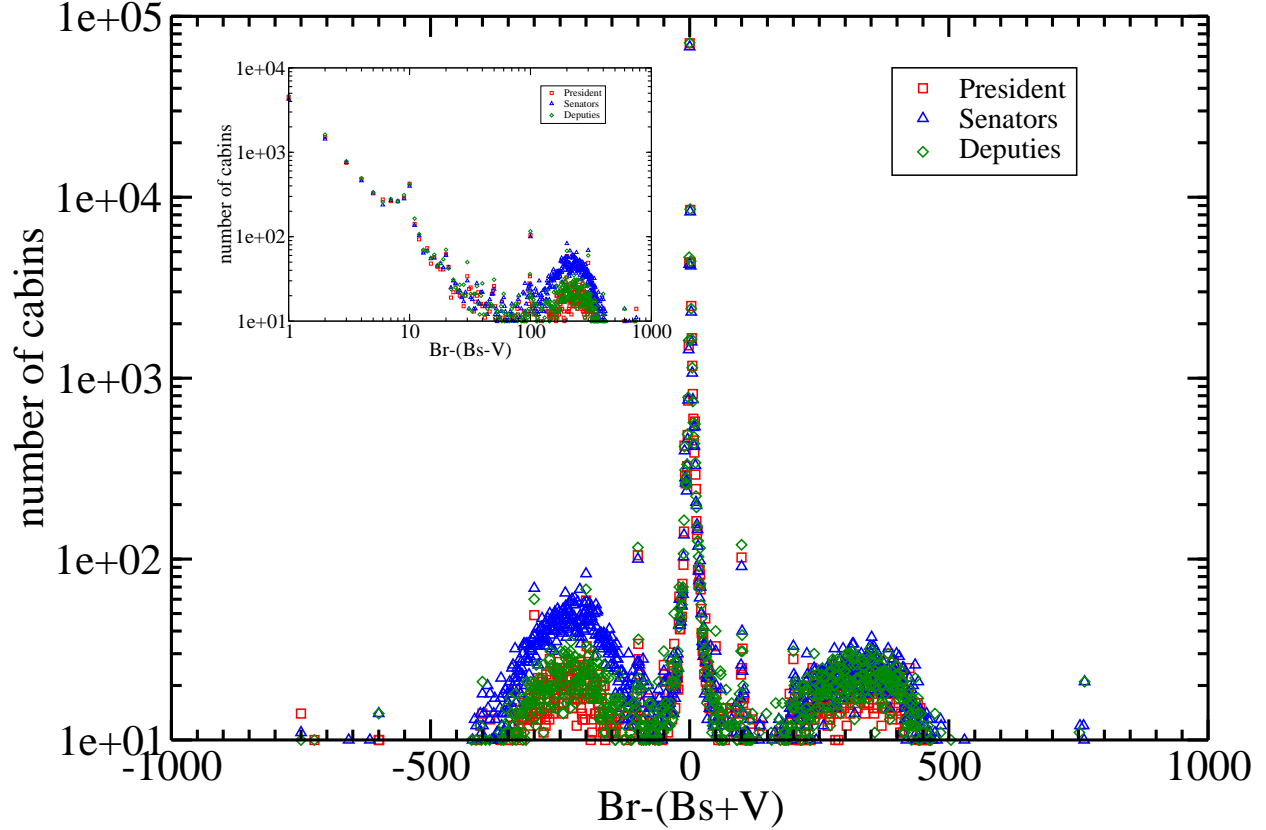 1e+05
1e+04
1e+03
1e+02
1e+01
number of cabins
-1000
-500
0
500
1000
Br-(Bs+V)
President
Senators
Deputies
1e+04
1e+03
1e+02
1e+01
number of cabins
1
10
100
1000
Br-(Bs-V)
President
Senators
Deputies